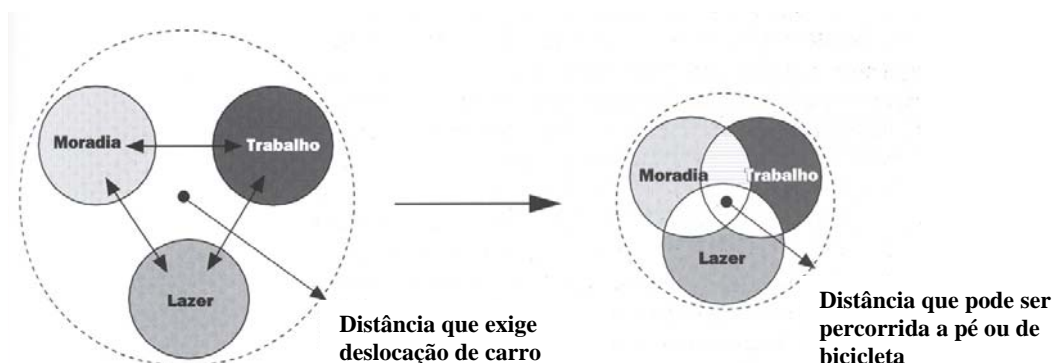 Moradia
Trabalho
Lazer
Distância que exige
deslocação de carro
Moradia
Trabalho
Lazer
Distância que pode ser
percorrida a pé ou de
bicicleta